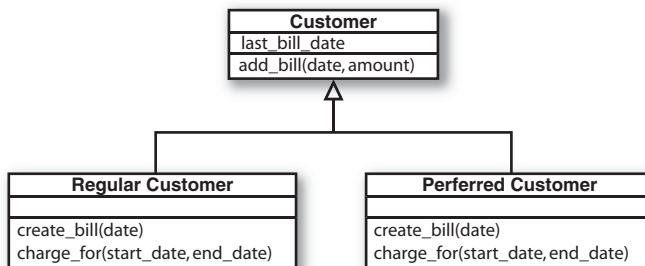 Customer
last_bill_date
add_bill(date, amount)
Regular Customer
create_bill(date)
charge_for(start_date, end_date)
Perferred Customer
create_bill(date)
charge_for(start_date, end_date)